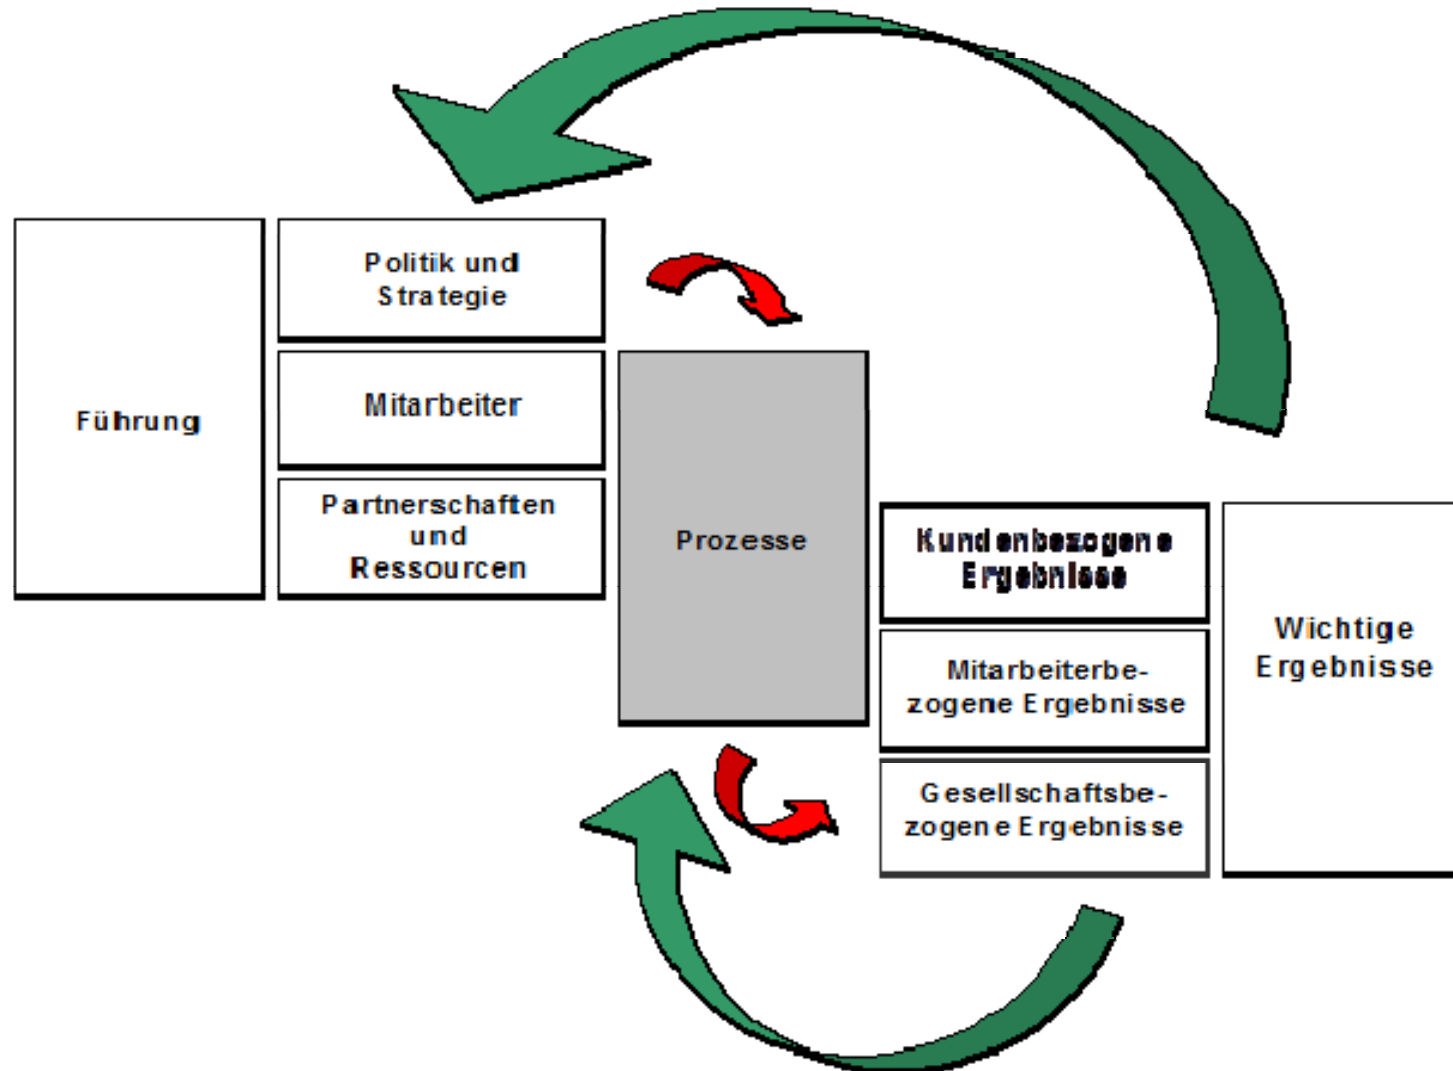 Führung
Politik und
Strategie
Mitarbeiter
Partnerschaften
und
Ressourcen
Prozesse
Kundenbezogene
Ergebnisse
Mitarbeiterbe-
zogene Ergebnisse
Gesellschaftsbe-
zogene Ergebnisse
Wichtige
Ergebnisse